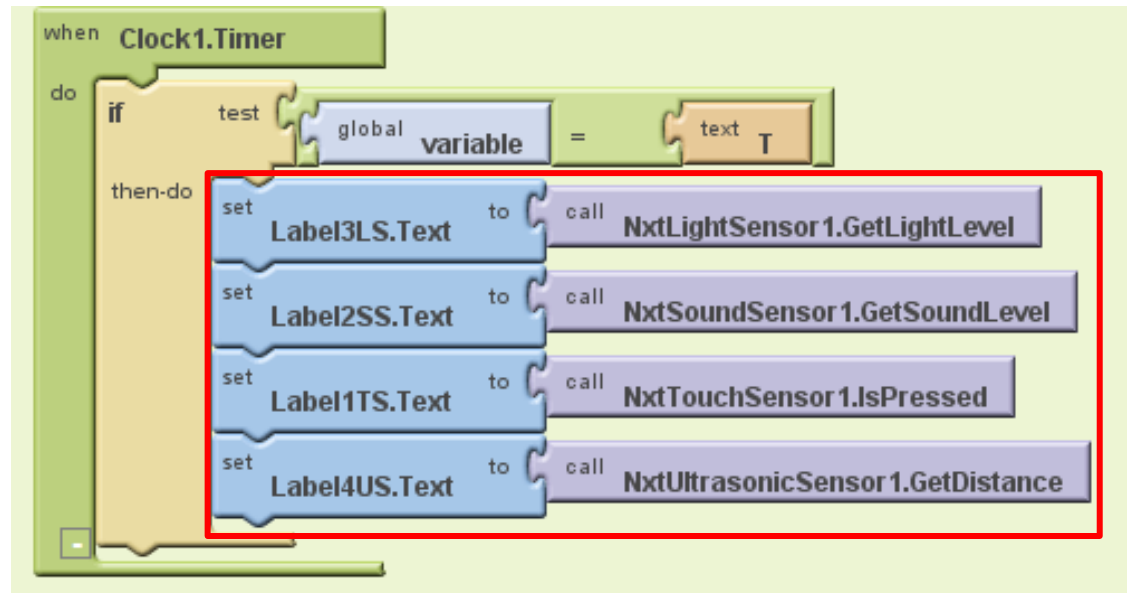 when Clock1.Timer
do if test global variable = text T
then-do set Label3LS.Text to call NxtLightSensor1.GetLightLevel
set Label2SS.Text to call NxtSoundSensor1.GetSoundLevel
set Label1TS.Text to call NxtTouchSensor1.IsPressed
set Label4US.Text to call NxtUltrasonicSensor1.GetDistance
-